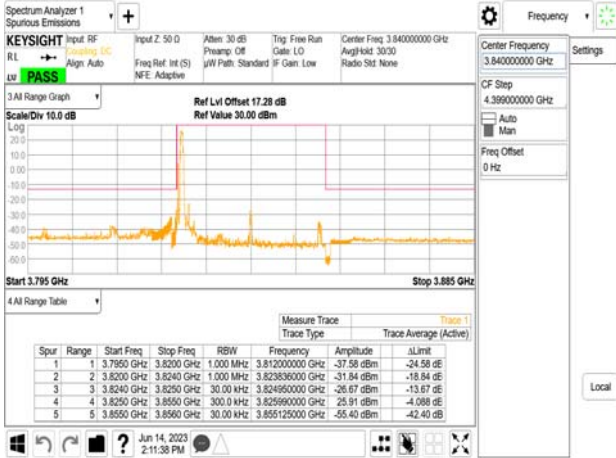 Spectrum Analyzer 1
Spurious Emissions
Frequency
KEYSIGHT
Input: RF
Input Z: 50 Ω
Atten: 30 dB
Trig: Free Run
Center Freq: 3.840000000 GHz
RL
Coupling: DC
Preamp: Off
Gate: LO
Avg|Hold: 30/30
Align: Auto
Freq Ref: Int (S)
µW Path: Standard
IF Gain: Low
Radio Std: None
LV
PASS
NFE: Adaptive
Center Frequency
3.840000000 GHz
Settings
CF Step
4.399000000 GHz
Auto
Man
Freq Offset
0 Hz
3 All Range Graph
Ref Lvl Offset 17.28 dB
Scale/Div 10.0 dB
Ref Value 30.00 dBm
Log
20.0
10.0
0.00
-10.0
-20.0
-30.0
-40.0
-50.0
-60.0
Start 3.795 GHz
Stop 3.885 GHz
4 All Range Table
Measure Trace
Trace 1
Trace Type
Trace Average (Active)
Spur Range Start Freq Stop Freq RBW Frequency Amplitude ΔLimit
1 1 3.7950 GHz 3.8200 GHz 1.000 MHz 3.812000000 GHz -37.58 dBm -24.58 dB
2 2 3.8200 GHz 3.8240 GHz 1.000 MHz 3.823836000 GHz -31.84 dBm -18.84 dB
3 3 3.8240 GHz 3.8250 GHz 30.00 kHz 3.824950000 GHz -26.67 dBm -13.67 dB
4 4 3.8250 GHz 3.8550 GHz 300.0 kHz 3.825990000 GHz 25.91 dBm -4.088 dB
5 5 3.8550 GHz 3.8560 GHz 30.00 kHz 3.855125000 GHz -55.40 dBm -42.40 dB
Local
Jun 14, 2023
2:11:38 PM